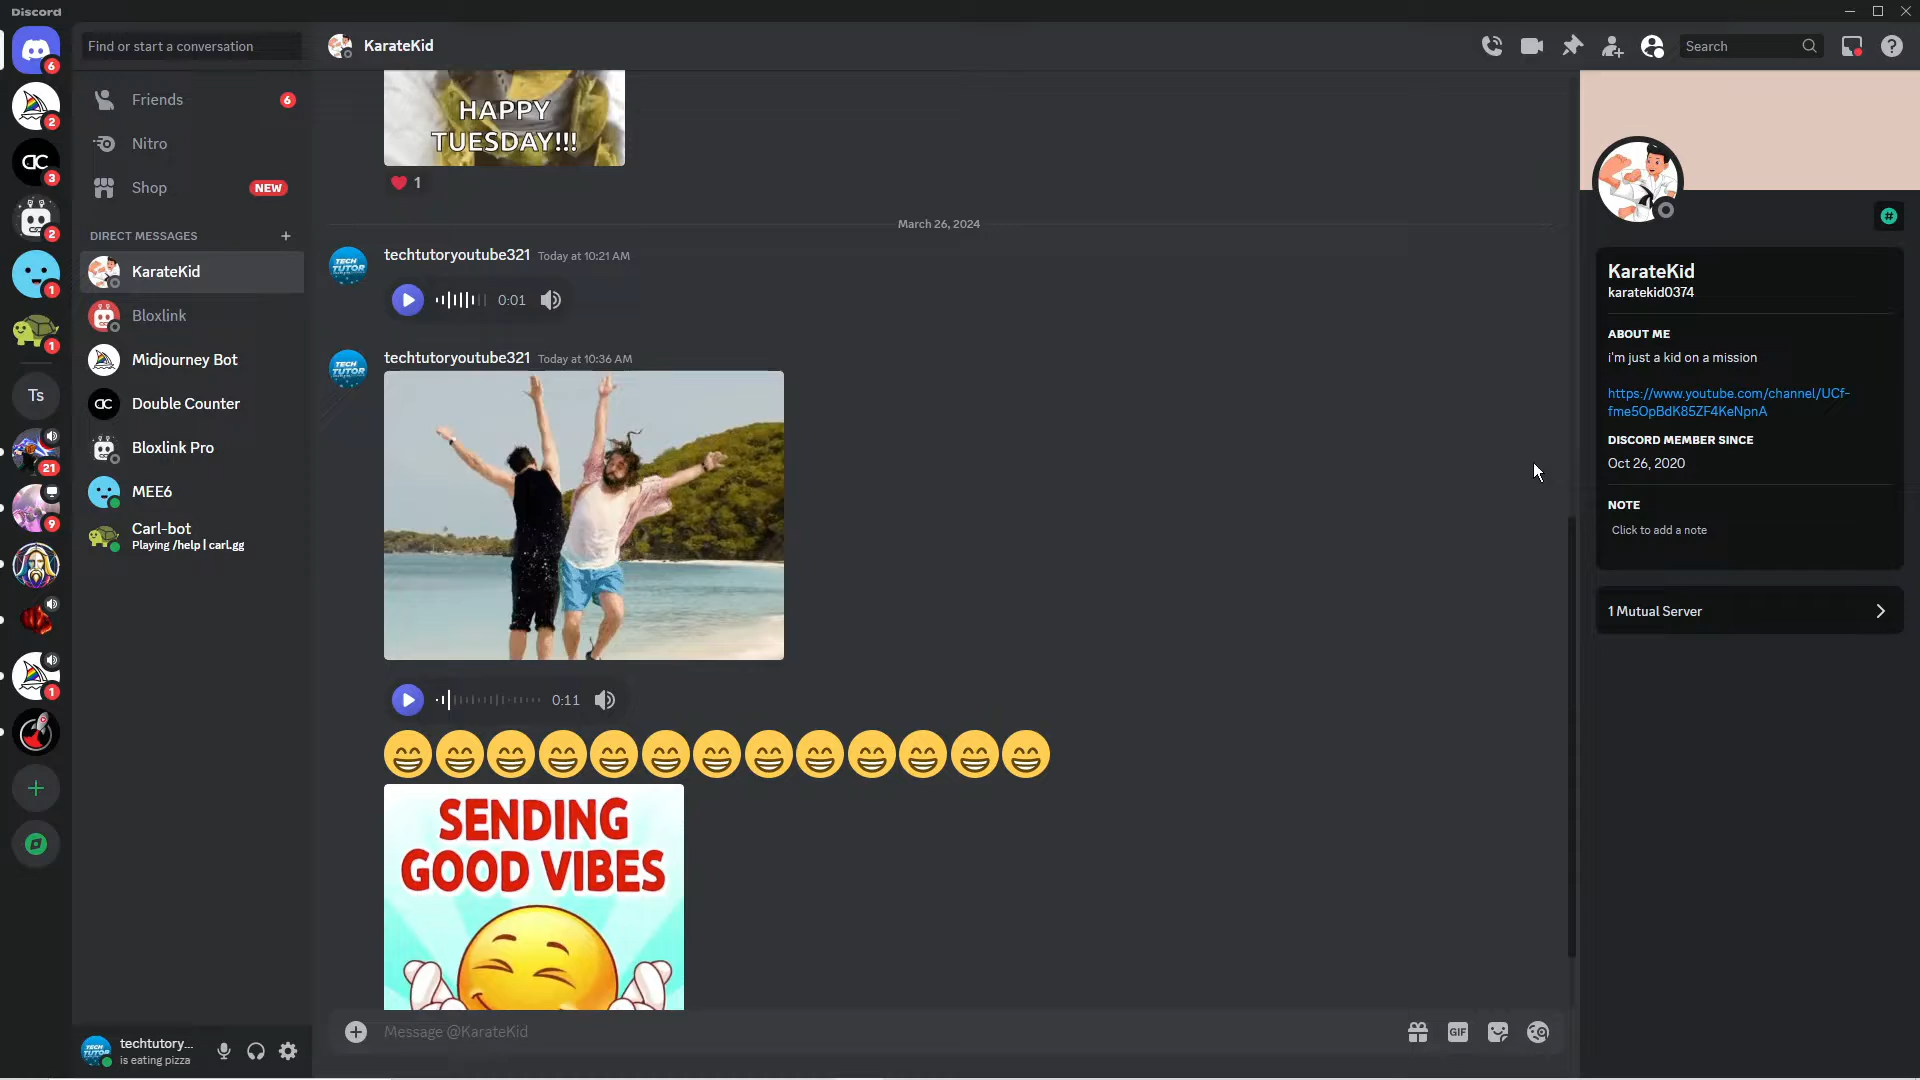 Discord
Find or start a conversation
KarateKid
Search
6
2
3
2
1
1
Ts
21
9
1
Friends
6
Nitro
Shop
NEW
DIRECT MESSAGES
KarateKid
Bloxlink
Midjourney Bot
Double Counter
Bloxlink Pro
MEE6
Carl-bot
Playing /help | carl.gg
techtutory...
is eating pizza
HAPPY
TUESDAY!!!
1
March 26, 2024
TECH
TUTOR
techtutoryoutube321 Today at 10:21 AM
0:01
TECH
TUTOR
techtutoryoutube321 Today at 10:36 AM
0:11
SENDING
GOOD VIBES
Message @KarateKid
GIF
KarateKid
karatekid0374
ABOUT ME
i'm just a kid on a mission
https://www.youtube.com/channel/UCf-
fme5OpBdK85ZF4KeNpnA
DISCORD MEMBER SINCE
Oct 26, 2020
NOTE
Click to add a note
1 Mutual Server